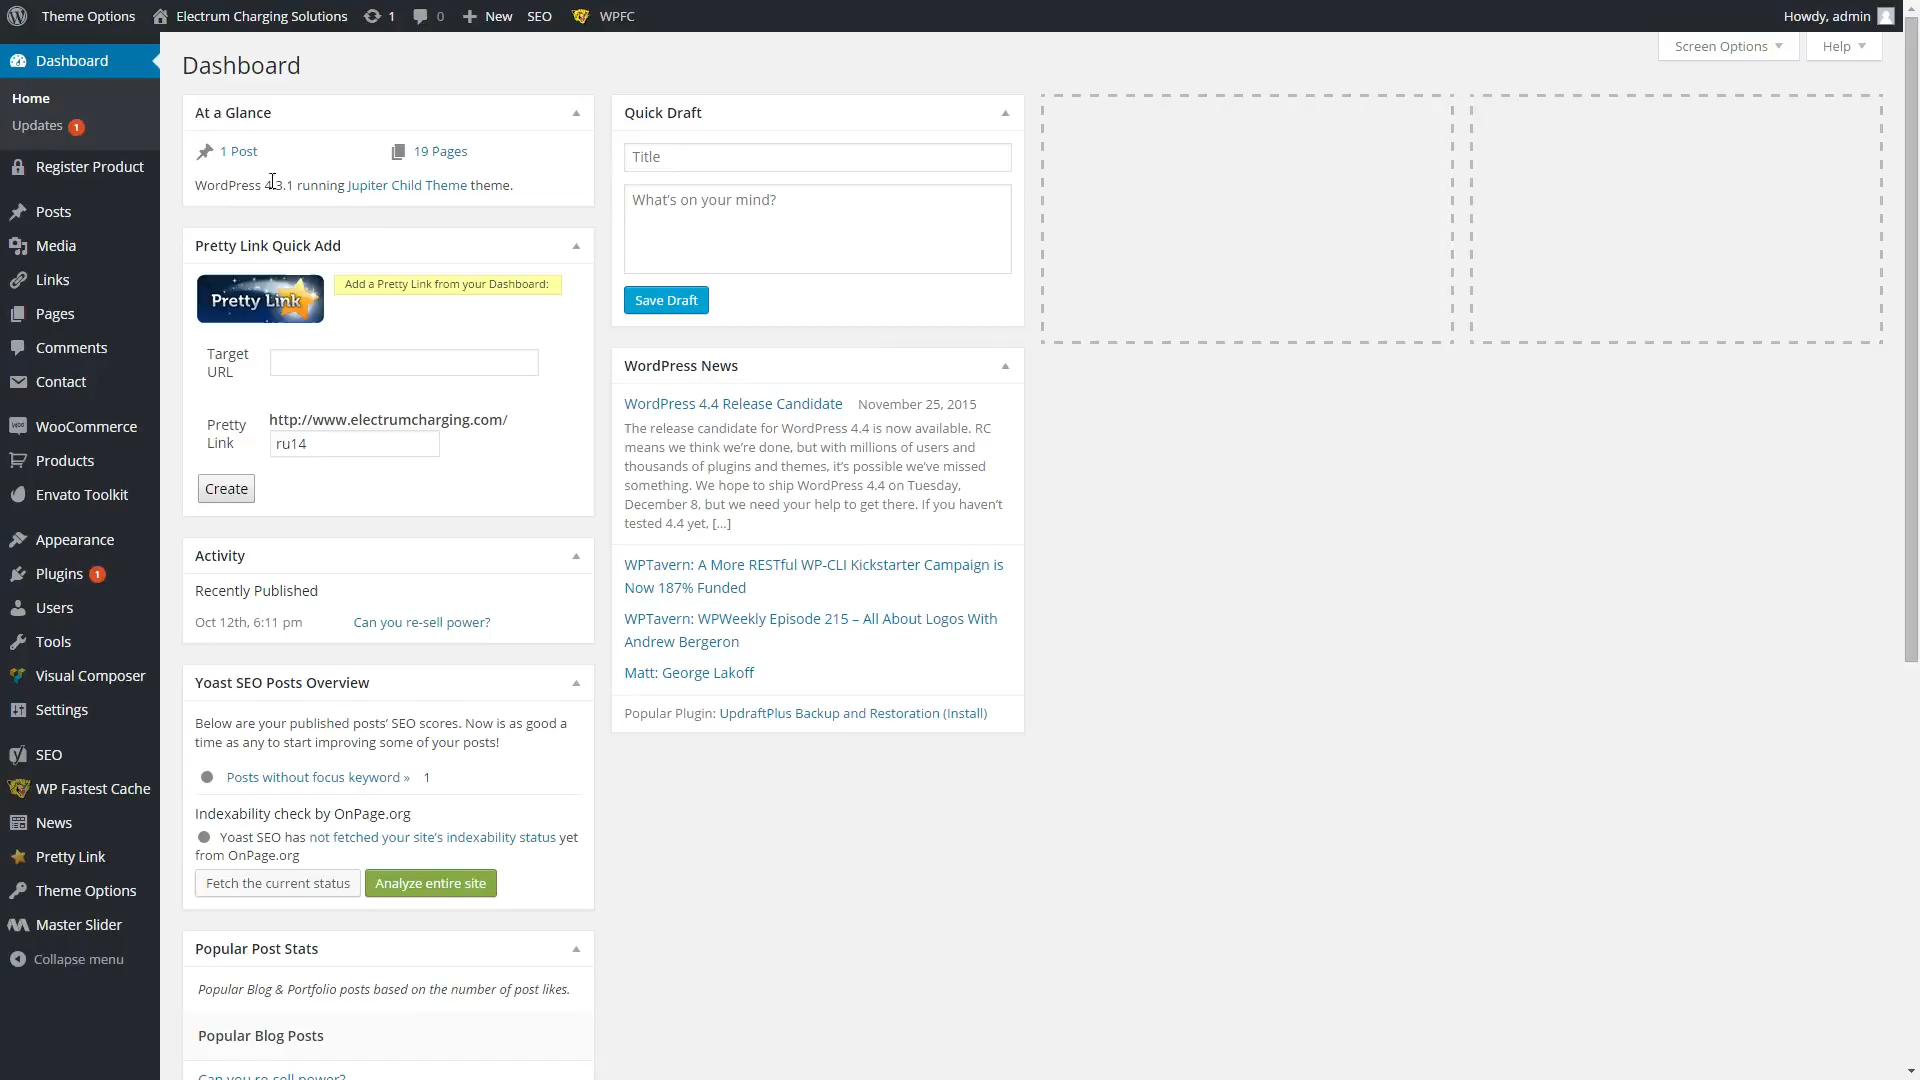 Theme Options
Electrum Charging Solutions
1
0
New
SEO
WPFC
Howdy, admin
Dashboard
Home
Updates 1
Register Product
Posts
Media
Links
Pages
Comments
Contact
WooCommerce
Products
Envato Toolkit
Appearance
Plugins 1
Users
Tools
Visual Composer
Settings
SEO
WP Fastest Cache
News
Pretty Link
Theme Options
Master Slider
Collapse menu
Screen Options
Help
Dashboard
At a Glance
1 Post
19 Pages
WordPress 4.3.1 running Jupiter Child Theme theme.
Pretty Link Quick Add
Pretty Link
Add a Pretty Link from your Dashboard:
Target
URL
Pretty
Link
http://www.electrumcharging.com/
ru14
Create
Activity
Recently Published
Oct 12th, 6:11 pm
Can you re-sell power?
Yoast SEO Posts Overview
Below are your published posts' SEO scores. Now is as good a
time as any to start improving some of your posts!
Posts without focus keyword » 1
Indexability check by OnPage.org
Yoast SEO has not fetched your site's indexability status yet
from OnPage.org
Fetch the current status
Analyze entire site
Popular Post Stats
Popular Blog & Portfolio posts based on the number of post likes.
Popular Blog Posts
Can you re-sell power?
Quick Draft
Title
What's on your mind?
Save Draft
WordPress News
WordPress 4.4 Release Candidate November 25, 2015
The release candidate for WordPress 4.4 is now available. RC
means we think we're done, but with millions of users and
thousands of plugins and themes, it's possible we've missed
something. We hope to ship WordPress 4.4 on Tuesday,
December 8, but we need your help to get there. If you haven't
tested 4.4 yet, […]
WPTavern: A More RESTful WP-CLI Kickstarter Campaign is
Now 187% Funded
WPTavern: WPWeekly Episode 215 – All About Logos With
Andrew Bergeron
Matt: George Lakoff
Popular Plugin: UpdraftPlus Backup and Restoration (Install)